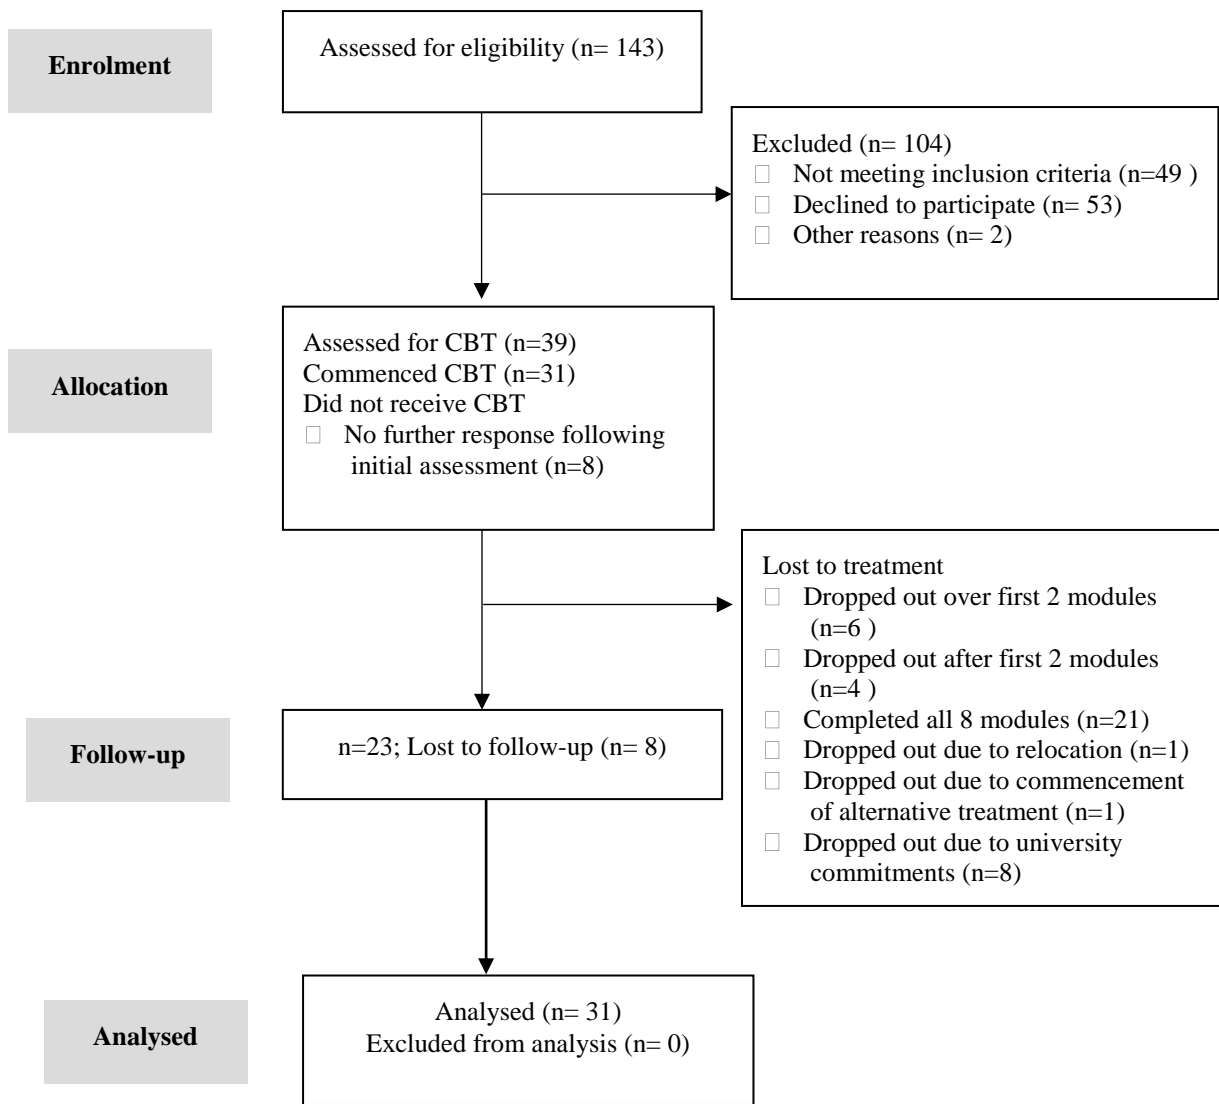 Enrolment
Assessed for eligibility (n= 143)
Excluded (n= 104)
□ Not meeting inclusion criteria (n=49 )
□ Declined to participate (n= 53)
□ Other reasons (n= 2)
Allocation
Assessed for CBT (n=39)
Commenced CBT (n=31)
Did not receive CBT
□ No further response following
initial assessment (n=8)
Lost to treatment
□ Dropped out over first 2 modules
(n=6 )
□ Dropped out after first 2 modules
(n=4 )
□ Completed all 8 modules (n=21)
□ Dropped out due to relocation (n=1)
□ Dropped out due to commencement
of alternative treatment (n=1)
□ Dropped out due to university
commitments (n=8)
Follow-up
n=23; Lost to follow-up (n= 8)
Analysed
Analysed (n= 31)
Excluded from analysis (n= 0)